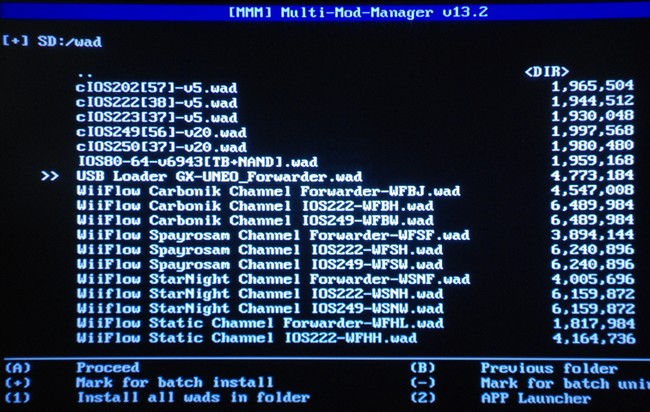 [MMM] Multi-Mod-Manager v13.2
[+] SD:/wad
.. <DIR>
cIOS202[57]-v5.wad 1,965,504
cIOS222[38]-v5.wad 1,944,512
cIOS223[37]-v5.wad 1,930,048
cIOS249[56]-v20.wad 1,997,568
cIOS250[37]-v20.wad 1,980,480
IOS80-64-v6943[TB+NAND].wad 1,959,168
>> USB Loader GX-UNEO_Forwarder.wad 4,773,184
WiiFlow Carbonik Channel Forwarder-WFBJ.wad 4,547,008
WiiFlow Carbonik Channel IOS222-WFBH.wad 6,489,984
WiiFlow Carbonik Channel IOS249-WFBW.wad 6,489,984
WiiFlow Spayrosam Channel Forwarder-WFSF.wad 3,894,144
WiiFlow Spayrosam Channel IOS222-WFSH.wad 6,240,896
WiiFlow Spayrosam Channel IOS249-WFSW.wad 6,240,896
WiiFlow StarNight Channel Forwarder-WSNF.wad 4,005,696
Wiiflow StarNight Channel IOS222-WSNH.wad 6,159,872
WiiFlow StarNight Channel IOS249-WSNW.wad 6,159,872
WiiFlow Static Channel Forwarder-WFHL.wad 1,817,984
WiiFlow Static Channel IOS222-WFHH.wad 4,164,736
(A) Proceed (B) Previous folder
(+) Mark for batch install (-) Mark for batch uni
(1) Install all wads in folder (2) APP Launcher